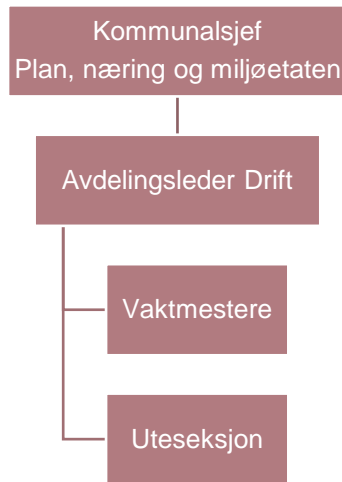 Kommunalsjef
Plan, næring og miljøetaten
Avdelingsleder Drift
Vaktmestere
Uteseksjon